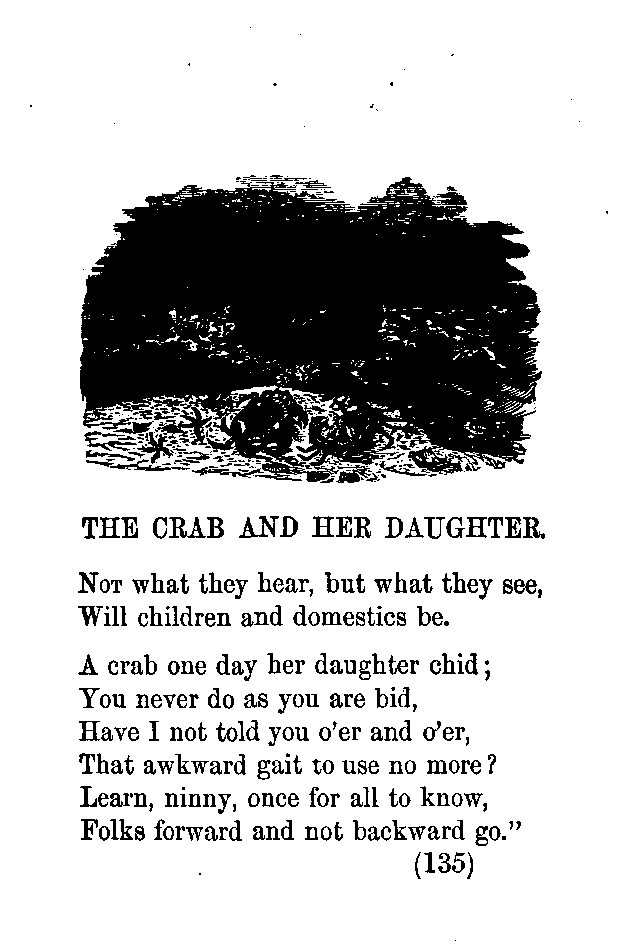 THE CRAB AND HER DAUGHTER.
NOT what they hear, but what they see,
Will children and domestics be.
A crab one day her daughter chid;
You never do as you are bid,
Have I not told you o'er and o'er,
That awkward gait to use no more?
Learn, ninny, once for all to know,
Folks forward and not backward go."
(135)